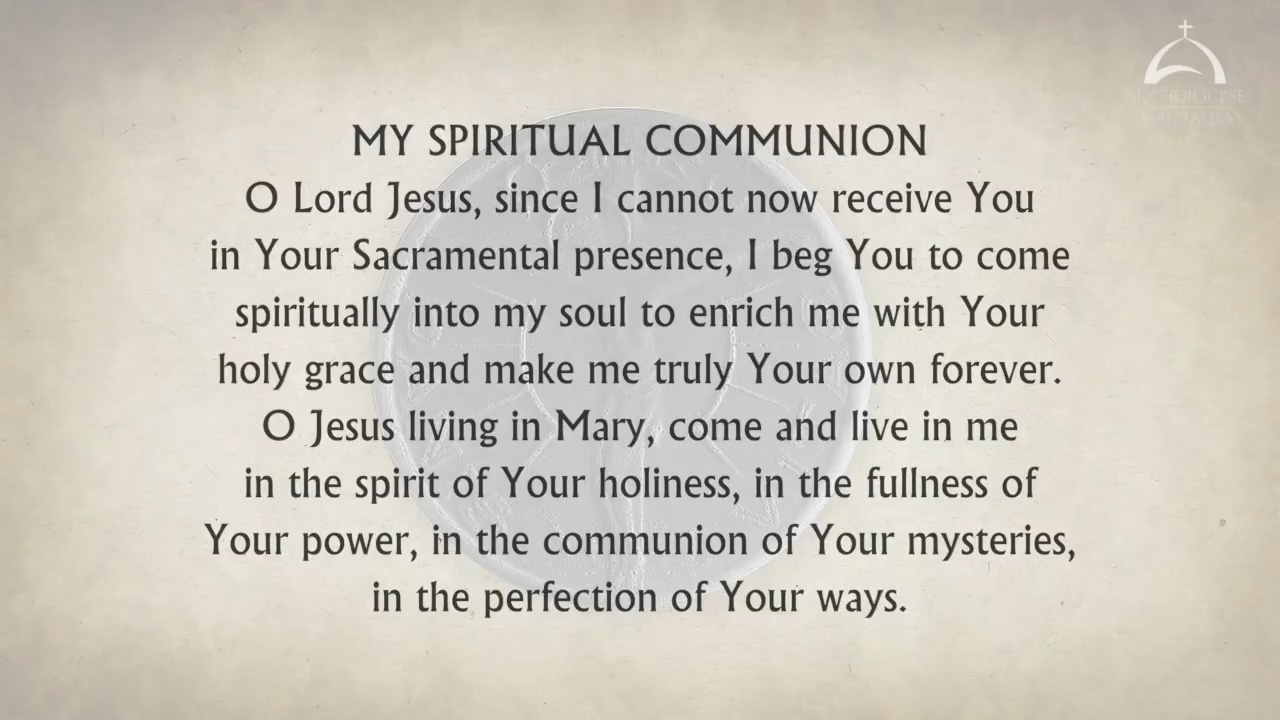 ARCHDIOCESE
BOMBAY
MY SPIRITUAL COMMUNION
O Lord Jesus, since I cannot now receive You
in Your Sacramental presence, I beg You to come
spiritually into my soul to enrich me with Your
holy grace and make me truly Your own forever.
O Jesus living in Mary, come and live in me
in the spirit of Your holiness, in the fullness of
Your power, in the communion of Your mysteries,
in the perfection of Your ways.